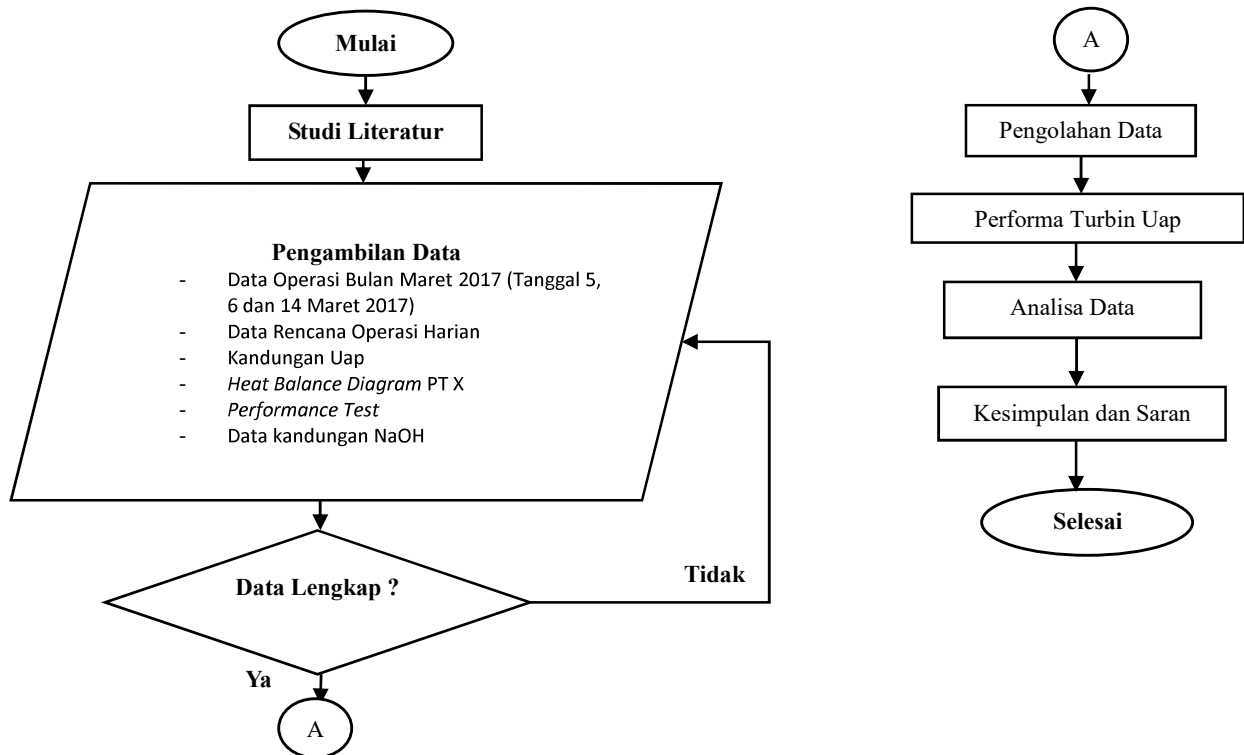 Mulai
Studi Literatur
Pengambilan Data
- Data Operasi Bulan Maret 2017 (Tanggal 5,
6 dan 14 Maret 2017)
- Data Rencana Operasi Harian
- Kandungan Uap
- Heat Balance Diagram PT X
- Performance Test
- Data kandungan NaOH
Data Lengkap ?
Tidak
Ya
A
A
Pengolahan Data
Performa Turbin Uap
Analisa Data
Kesimpulan dan Saran
Selesai